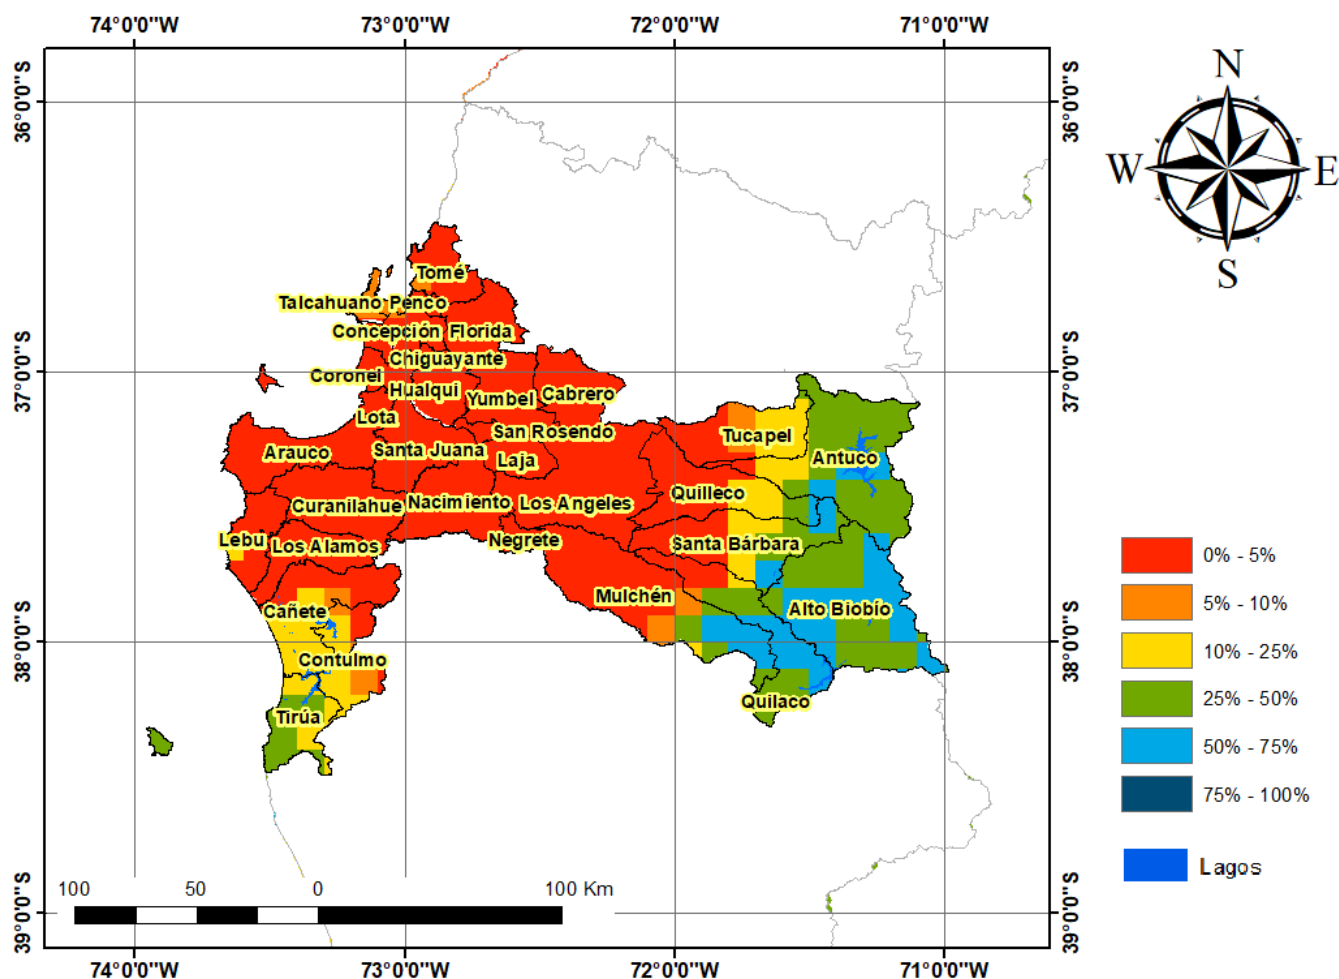 74°0'0"W 73°0'0"W 72°0'0"W 71°0'0"W
36°0'0"S 36°0'0"S
N
W E
S
Tomé
Talcahuano Penco
Concepción Florida
Chiguayante
37°0'0"S 37°0'0"S
Coronel
Hualqui Yumbel Cabrero
Lota
San Rosendo
Tucapel
Arauco Santa Juana Laja Antuco
Quilleco
Curanilahue Nacimiento Los Angeles
Lebu Los Alamos Negrete Santa Bárbara
Mulchén Alto Biobío
Cañete
38°0'0"S 38°0'0"S
Contulmo
Quilaco
Tirúa
0% - 5%
5% - 10%
10% - 25%
25% - 50%
50% - 75%
75% - 100%
Lagos
100 50 0 100 Km
39°0'0"S 39°0'0"S
74°0'0"W 73°0'0"W 72°0'0"W 71°0'0"W